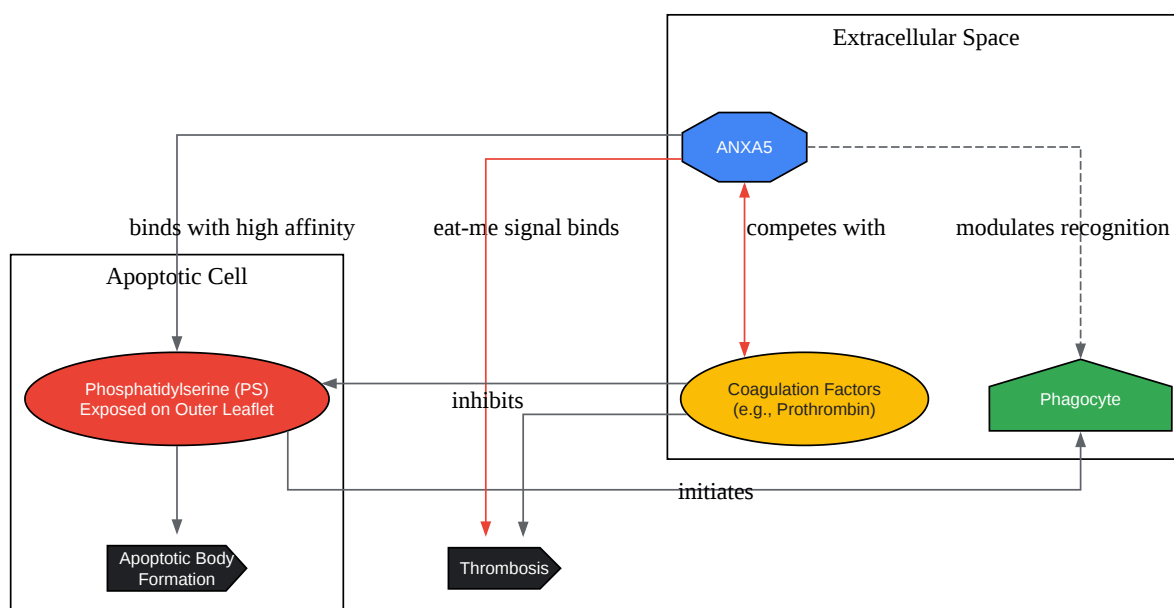 Extracellular Space
ANXA5
binds with high affinity
eat-me signal binds
competes with
modulates recognition
Apoptotic Cell
Phosphatidylserine (PS)
Exposed on Outer Leaflet
inhibits
Coagulation Factors
(e.g., Prothrombin)
Phagocyte
initiates
Apoptotic Body
Formation
Thrombosis